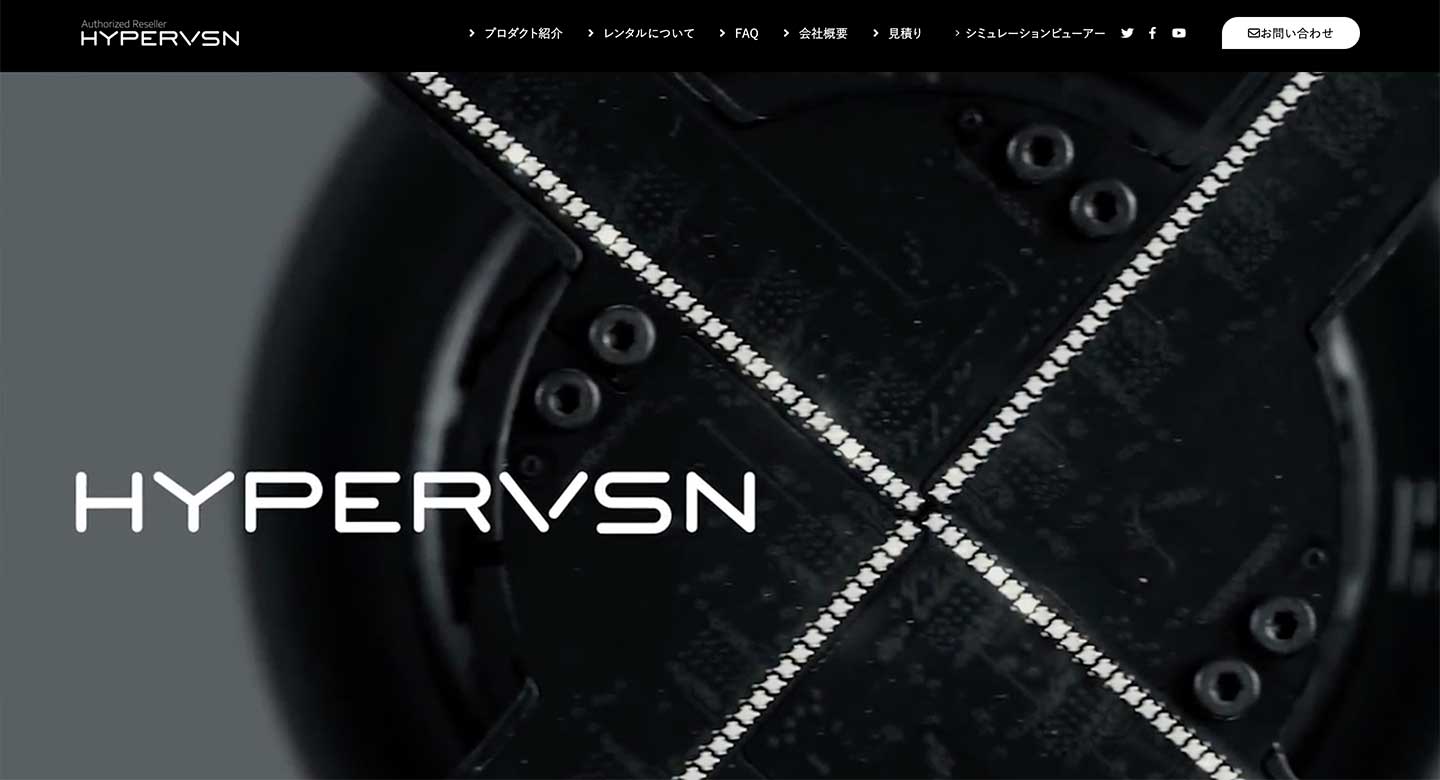 Authorized Reseller
HYPERVSN
プロダクト紹介
レンタルについて
FAQ
会社概要
見積り
シミュレーションビューアー
お問い合わせ
HYPERVSN